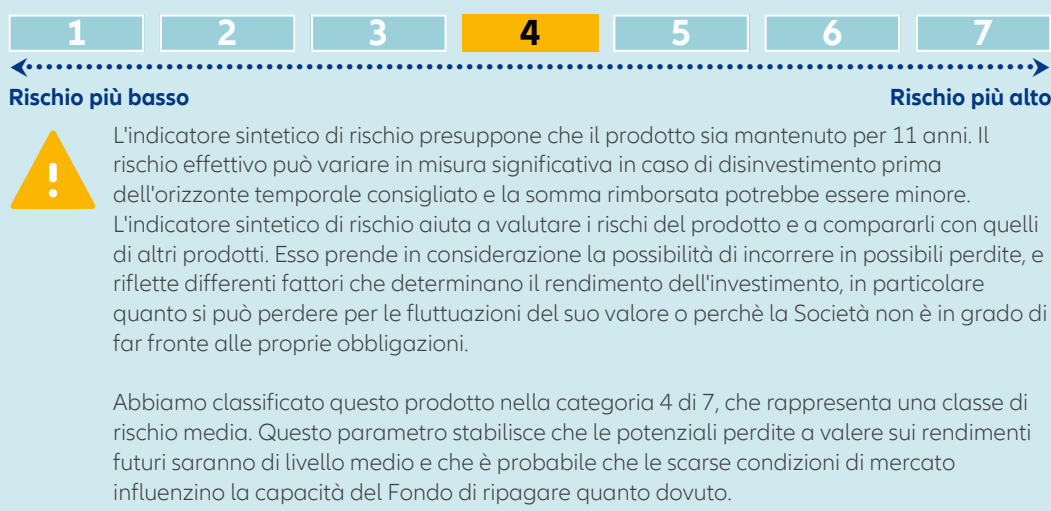 1 2 3 4 5 6 7
Rischio più basso Rischio più alto
L'indicatore sintetico di rischio presuppone che il prodotto sia mantenuto per 11 anni. Il
rischio effettivo può variare in misura significativa in caso di disinvestimento prima
dell'orizzonte temporale consigliato e la somma rimborsata potrebbe essere minore.
L'indicatore sintetico di rischio aiuta a valutare i rischi del prodotto e a compararli con quelli
di altri prodotti. Esso prende in considerazione la possibilità di incorrere in possibili perdite, e
riflette differenti fattori che determinano il rendimento dell'investimento, in particolare
quanto si può perdere per le fluttuazioni del suo valore o perchè la Società non è in grado di
far fronte alle proprie obbligazioni.
Abbiamo classificato questo prodotto nella categoria 4 di 7, che rappresenta una classe di
rischio media. Questo parametro stabilisce che le potenziali perdite a valere sui rendimenti
futuri saranno di livello medio e che è probabile che le scarse condizioni di mercato
influenzino la capacità del Fondo di ripagare quanto dovuto.